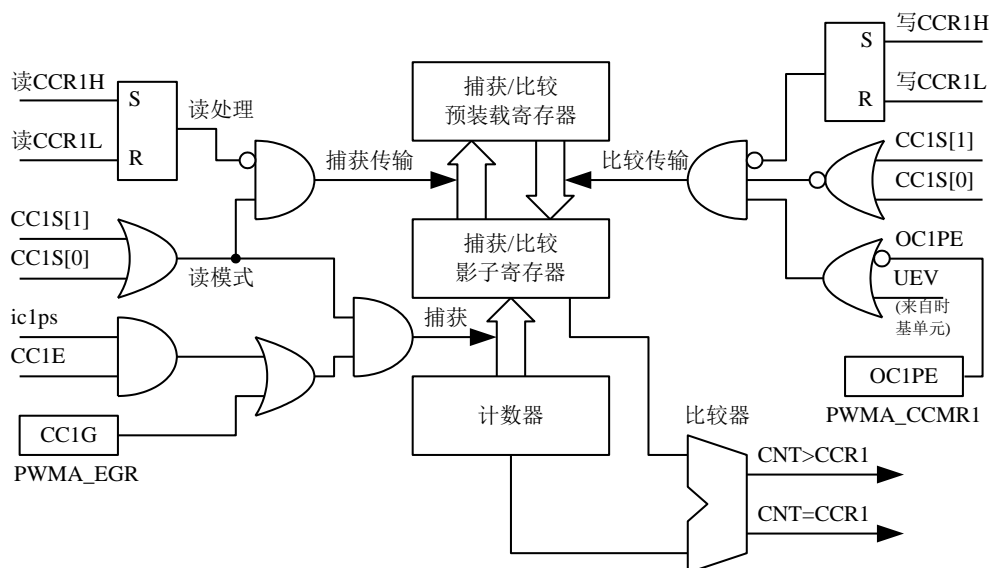 读CCR1H
S
读CCR1L
R
读处理
捕获传输
CC1S[1]
CC1S[0]
读模式
ic1ps
CC1E
捕获
CC1G
PWMA_EGR
捕获/比较
预装载寄存器
捕获/比较
影子寄存器
计数器
比较传输
写CCR1H
S
写CCR1L
R
CC1S[1]
CC1S[0]
OC1PE
UEV
(来自时
基单元)
OC1PE
PWMA_CCMR1
比较器
CNT>CCR1
CNT=CCR1